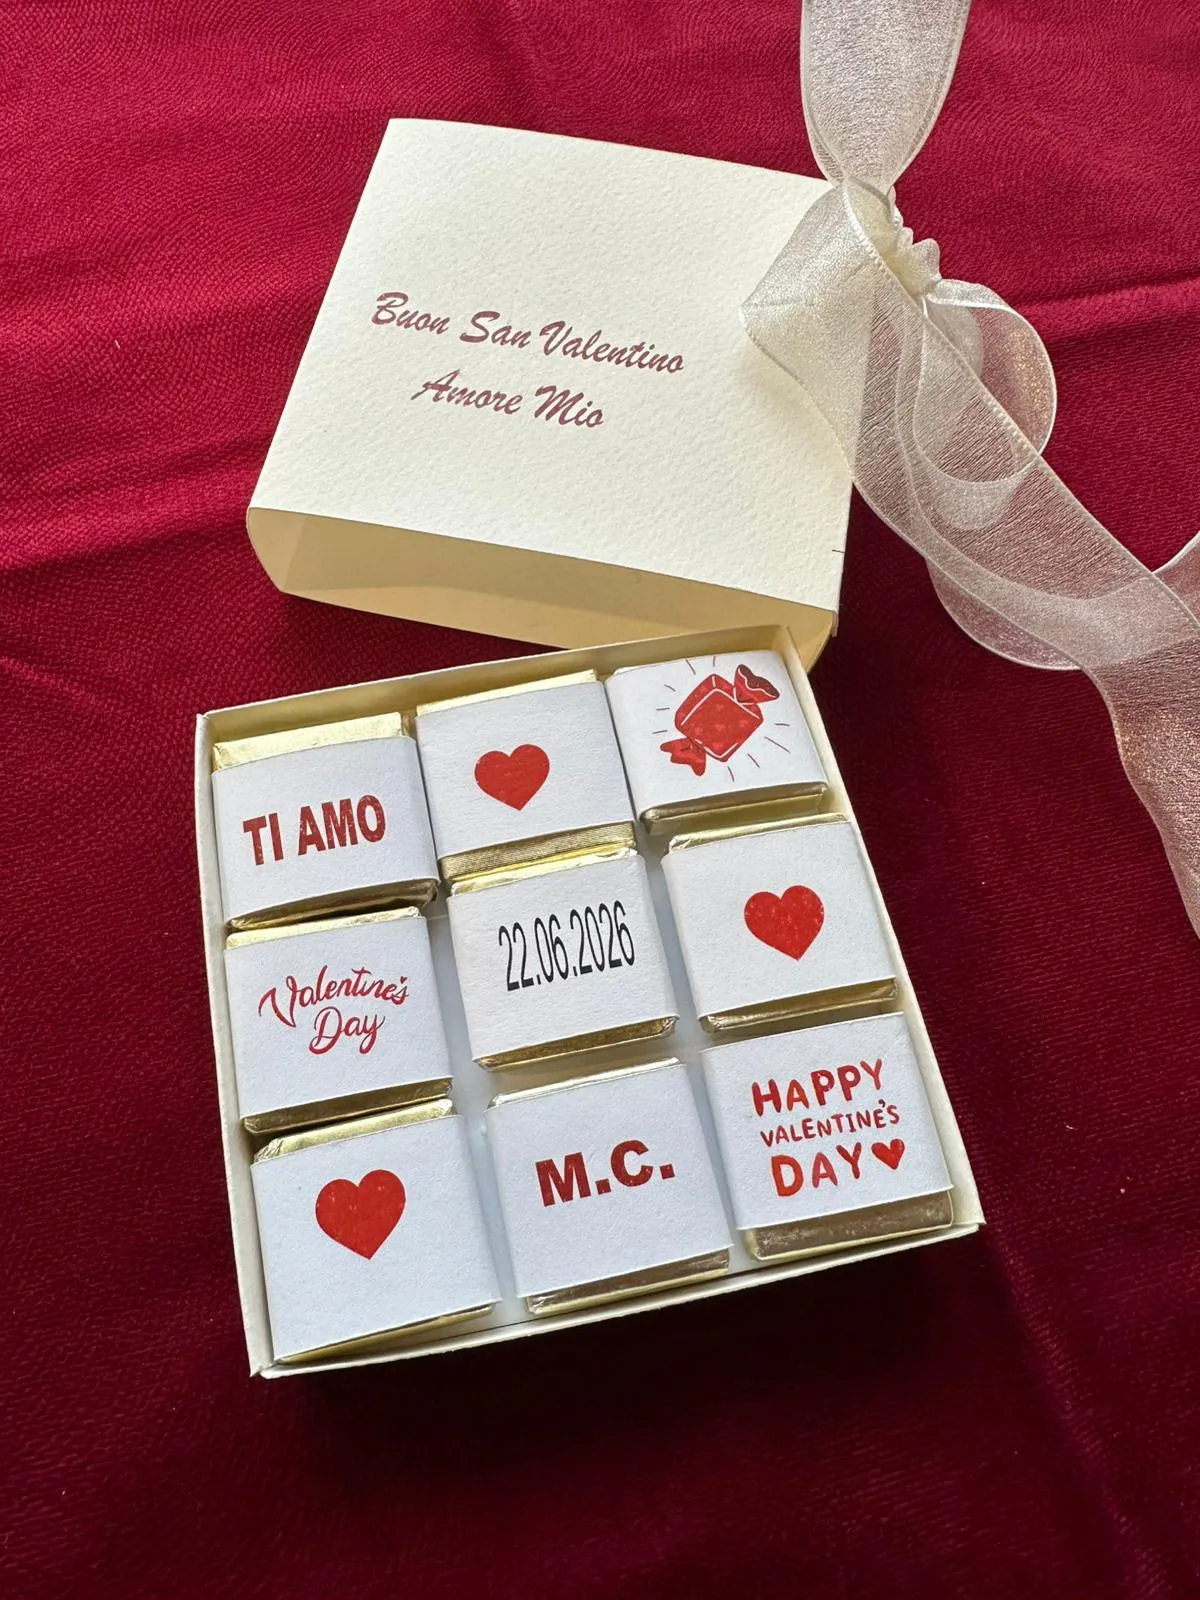 Buon San Valentino
Amore Mio
TI AMO
22.06.2026
Valentine's
Day
M.C.
HAPPY
VALENTINE'S
DAY